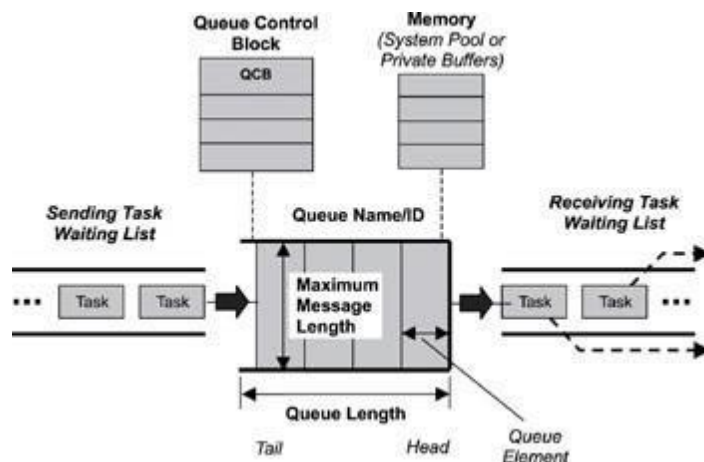 Queue Control
Block
QCB
Memory
(System Pool or
Private Buffers)
Sending Task
Waiting List
Queue Name/ID
Receiving Task
Waiting List
... Task Task
Maximum
Message
Length
Task Task ...
Queue Length
Tail
Head
Queue
Element